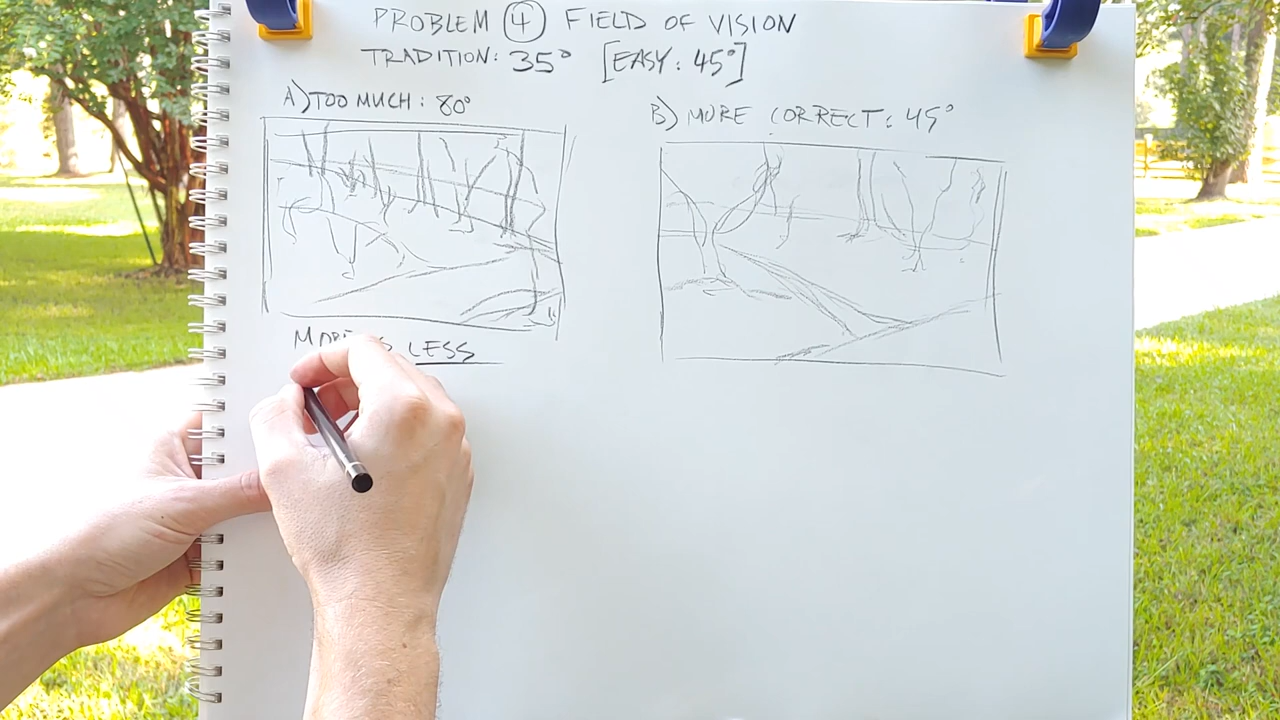 PROBLEM 4 FIELD OF VISION
TRADITION: 35° [EASY: 45°]
A) TOO MUCH: 80°
B) MORE CORRECT: 45°
LESS